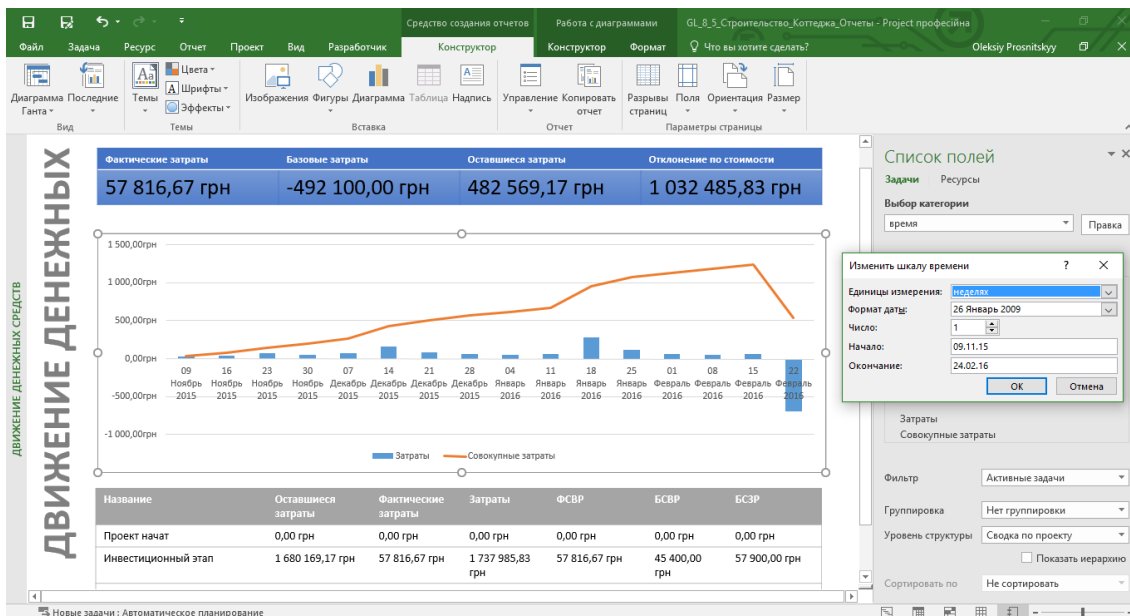 Средство создания отчетов
Работа с диаграммами
GL_8_5_Строительство_Коттеджа_Отчеты - Project професійна
Файл Задача Ресурс Отчет Проект Вид Разработчик Конструктор Конструктор Формат Что вы хотите сделать? Oleksiy Prosnitskyy
Диаграмма Ганта
Последние
Вид
Aa
Темы
Цвета
A Шрифты
Эффекты
Темы
Изображения Фигуры Диаграмма Таблица Надпись
Вставка
Управление Копировать отчет
Отчет
Разрывы страниц
Поля Ориентация Размер
Параметры страницы
ДВИЖЕНИЕ ДЕНЕЖНЫХ СРЕДСТВ
ДВИЖЕНИЕ ДЕНЕЖНЫХ
Фактические затраты Базовые затраты Оставшиеся затраты Отклонение по стоимости
57 816,67 грн -492 100,00 грн 482 569,17 грн 1 032 485,83 грн
1 500,00грн
1 000,00грн
500,00грн
0,00грн
-500,00грн
-1 000,00грн
09 16 23 30 07 14 21 28 04 11 18 25 01 08 15 22
Ноябрь Ноябрь Ноябрь Ноябрь Декабрь Декабрь Декабрь Декабрь Январь Январь Январь Январь Февраль Февраль Февраль Февраль
2015 2015 2015 2015 2015 2015 2015 2015 2016 2016 2016 2016 2016 2016 2016 2016
Затраты Совокупные затраты
Название Оставшиеся затраты Фактические затраты Затраты ФСВР БСВР БСЗР
Проект начат 0,00 грн 0,00 грн 0,00 грн 0,00 грн 0,00 грн 0,00 грн
Инвестиционный этап 1 680 169,17 грн 57 816,67 грн 1 737 985,83 грн 57 816,67 грн 45 400,00 грн 57 900,00 грн
Список полей
Задачи Ресурсы
Выбор категории
время Правка
Изменить шкалу времени ?
Единицы измерения: неделях
Формат даты: 26 Январь 2009
Число: 1
Начало: 09.11.15
Окончание: 24.02.16
ОК Отмена
Затраты
Совокупные затраты
Фильтр Активные задачи
Группировка Нет группировки
Уровень структуры Сводка по проекту
Показать иерархию
Сортировать по Не сортировать
Новые задачи : Автоматическое планирование